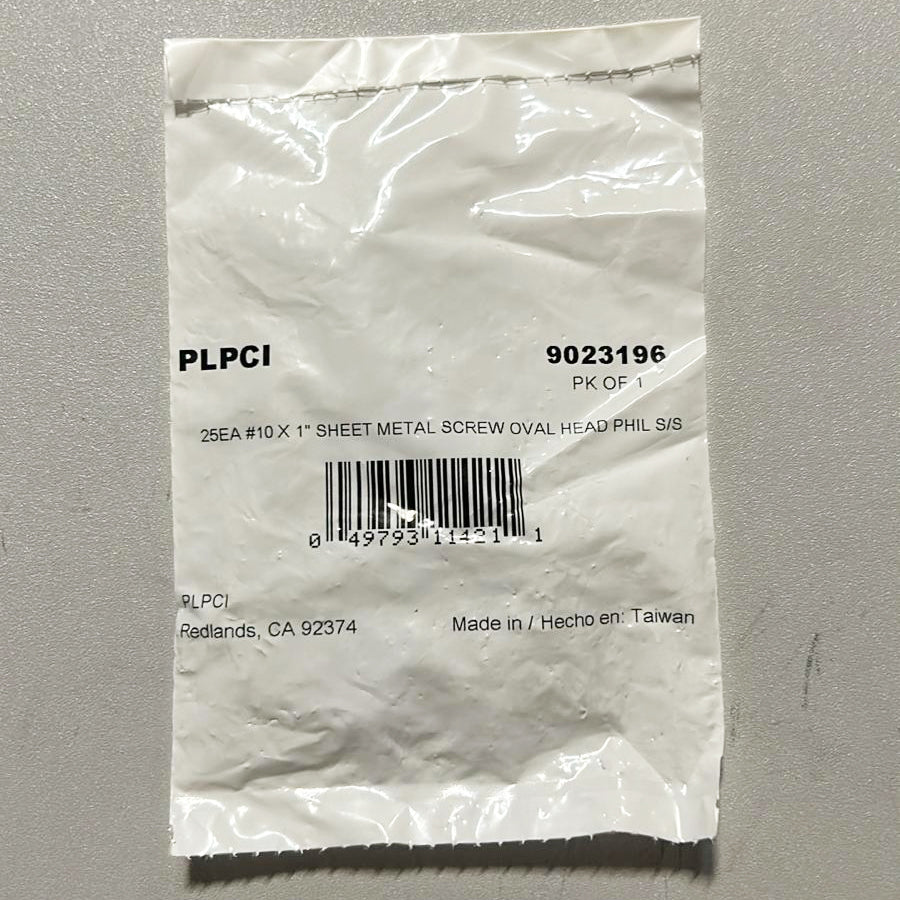 PLPCI 9023196
PK OF 1
25EA #10 X 1" SHEET METAL SCREW OVAL HEAD PHIL S/S
0 49793 11421 1
PLPCI
Redlands, CA 92374 Made in / Hecho en: Taiwan